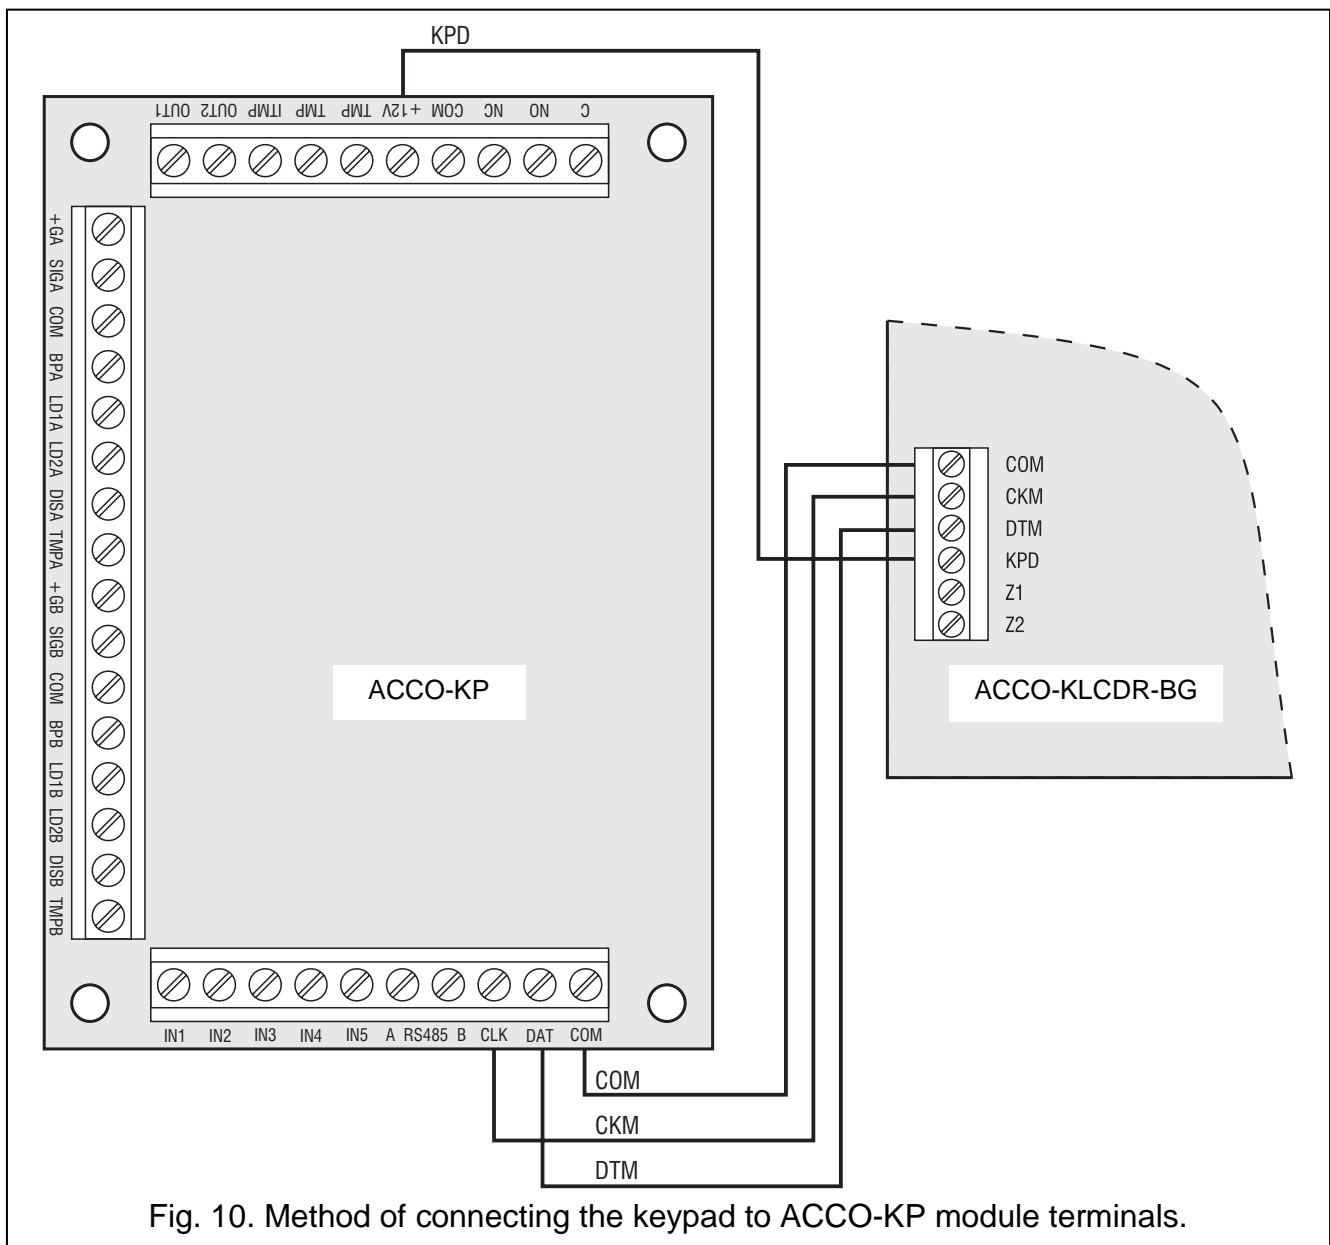 KPD
OUT1 OUT2 ITMP TMP TMP +12V COM NC NO C
+GA
SIGA
COM
BPA
LD1A
LD2A
DISA
TMPA
+GB
SIGB
COM
BPB
LD1B
LD2B
DISB
TMPB
ACCO-KP
COM
CKM
DTM
KPD
Z1
Z2
ACCO-KLCDR-BG
IN1 IN2 IN3 IN4 IN5 A RS485 B CLK DAT COM
COM
CKM
DTM
Fig. 10. Method of connecting the keypad to ACCO-KP module terminals.